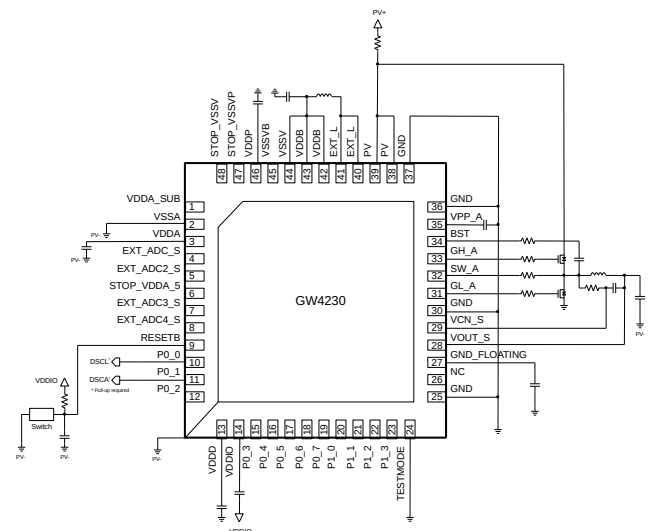 PV+
STOP_VSSV
STOP_VSSVP
VDDP
VSSVB
VSSV
VDDB
VDDB
EXT_L
EXT_L
PV
PV
GND
48
47
46
45
44
43
42
41
40
39
38
37
VDDA_SUB
1
VSSA
2
PV-
VDDA
3
PV-
EXT_ADC_S
4
EXT_ADC2_S
5
STOP_VDDA_5
6
EXT_ADC3_S
7
EXT_ADC4_S
8
RESETB
9
P0_0
10
DSCL*
P0_1
11
DSCA*
* Pull-up required
P0_2
12
GW4230
GND
36
VPP_A
35
BST
34
GH_A
33
SW_A
32
GL_A
31
GND
30
VCN_S
29
VOUT_S
28
GND_FLOATING
27
NC
26
GND
25
PV-
VDDIO
Switch
PV-
PV-
PV-
13
14
15
16
17
18
19
20
21
22
23
24
VDDD
VDDIO
P0_3
P0_4
P0_5
P0_6
P0_7
P1_0
P1_1
P1_2
P1_3
TESTMODE
VDDIO